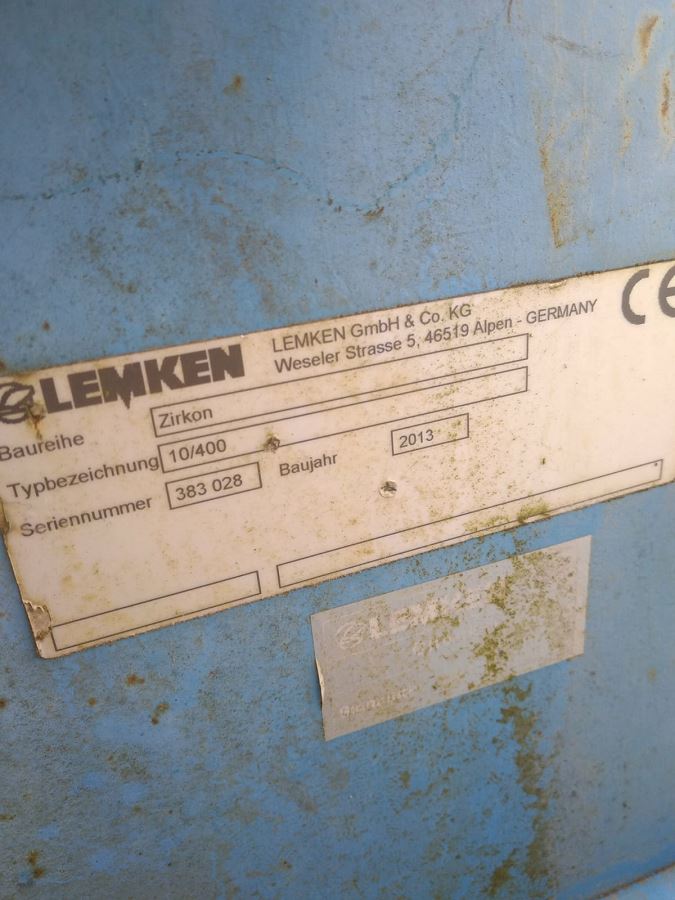 LEMKEN
LEMKEN GmbH & Co. KG
Weseler Strasse 5, 46519 Alpen - GERMANY
CE
Baureihe Zirkon
Typbezeichnung 10/400
Seriennummer 383 028 Baujahr 2013
LEMKEN